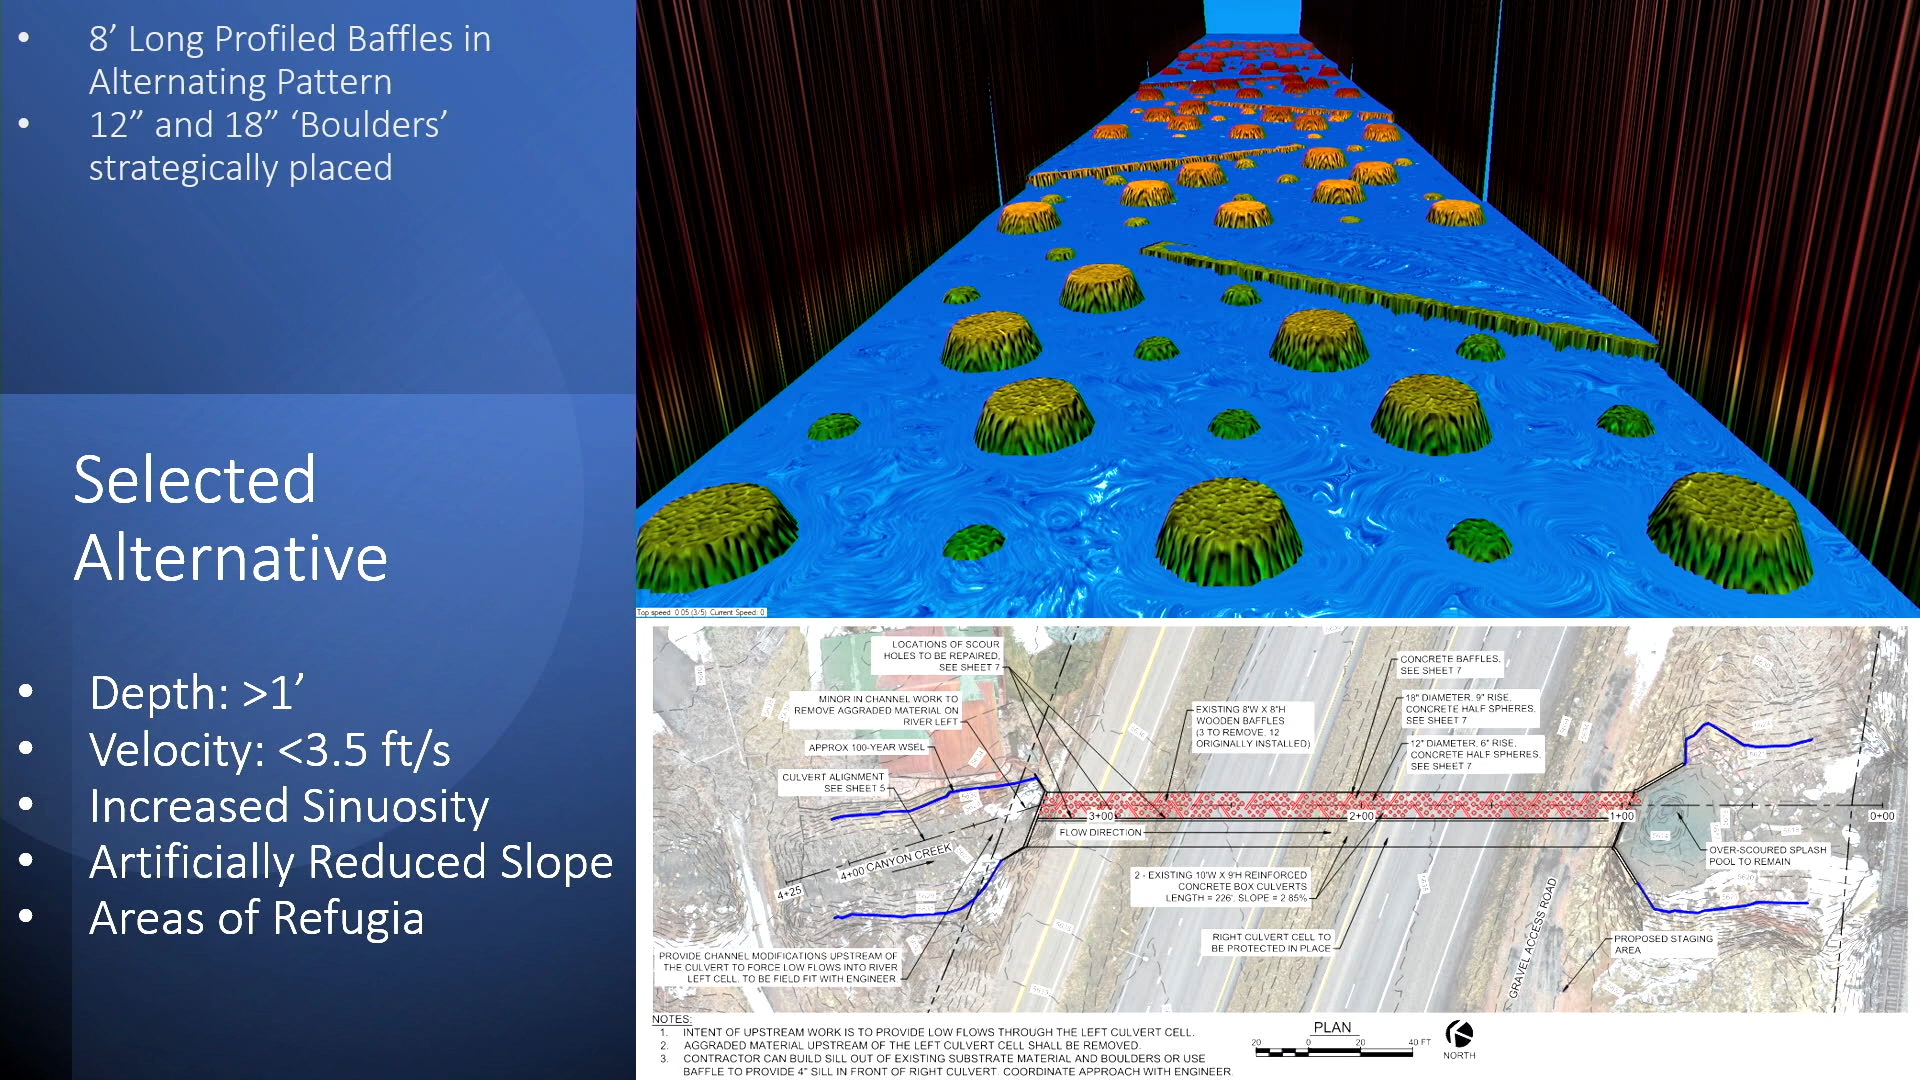 • 8’ Long Profiled Baffles in
Alternating Pattern
• 12” and 18” ‘Boulders’
strategically placed
Selected
Alternative
• Depth: >1’
• Velocity: <3.5 ft/s
• Increased Sinuosity
• Artificially Reduced Slope
• Areas of Refugia
Top speed: 0.05 (3/5) Current Speed: 0
LOCATIONS OF SCOUR
HOLES TO BE REPAIRED,
SEE SHEET 7
MINOR IN CHANNEL WORK TO
REMOVE AGGRADED MATERIAL ON
RIVER LEFT
APPROX 100-YEAR WSEL
CULVERT ALIGNMENT
SEE SHEET 5
EXISTING 8'W X 8"H
WOODEN BAFFLES
(3 TO REMOVE, 12
ORIGINALLY INSTALLED)
CONCRETE BAFFLES,
SEE SHEET 7
18" DIAMETER, 9" RISE,
CONCRETE HALF SPHERES,
SEE SHEET 7
12" DIAMETER, 6" RISE,
CONCRETE HALF SPHERES,
SEE SHEET 7
3+00
2+00
1+00
0+00
FLOW DIRECTION
4+00 CANYON CREEK
4+25
2 - EXISTING 10'W X 9'H REINFORCED
CONCRETE BOX CULVERTS
LENGTH = 226', SLOPE = 2.85%
OVER-SCOURED SPLASH
POOL TO REMAIN
RIGHT CULVERT CELL TO
BE PROTECTED IN PLACE
GRAVEL ACCESS ROAD
PROPOSED STAGING
AREA
PROVIDE CHANNEL MODIFICATIONS UPSTREAM OF
THE CULVERT TO FORCE LOW FLOWS INTO RIVER
LEFT CELL, TO BE FIELD FIT WITH ENGINEER
NOTES:
1. INTENT OF UPSTREAM WORK IS TO PROVIDE LOW FLOWS THROUGH THE LEFT CULVERT CELL.
2. AGGRADED MATERIAL UPSTREAM OF THE LEFT CULVERT CELL SHALL BE REMOVED.
3. CONTRACTOR CAN BUILD SILL OUT OF EXISTING SUBSTRATE MATERIAL AND BOULDERS OR USE
BAFFLE TO PROVIDE 4" SILL IN FRONT OF RIGHT CULVERT. COORDINATE APPROACH WITH ENGINEER.
PLAN
20 0 20 40 FT
NORTH